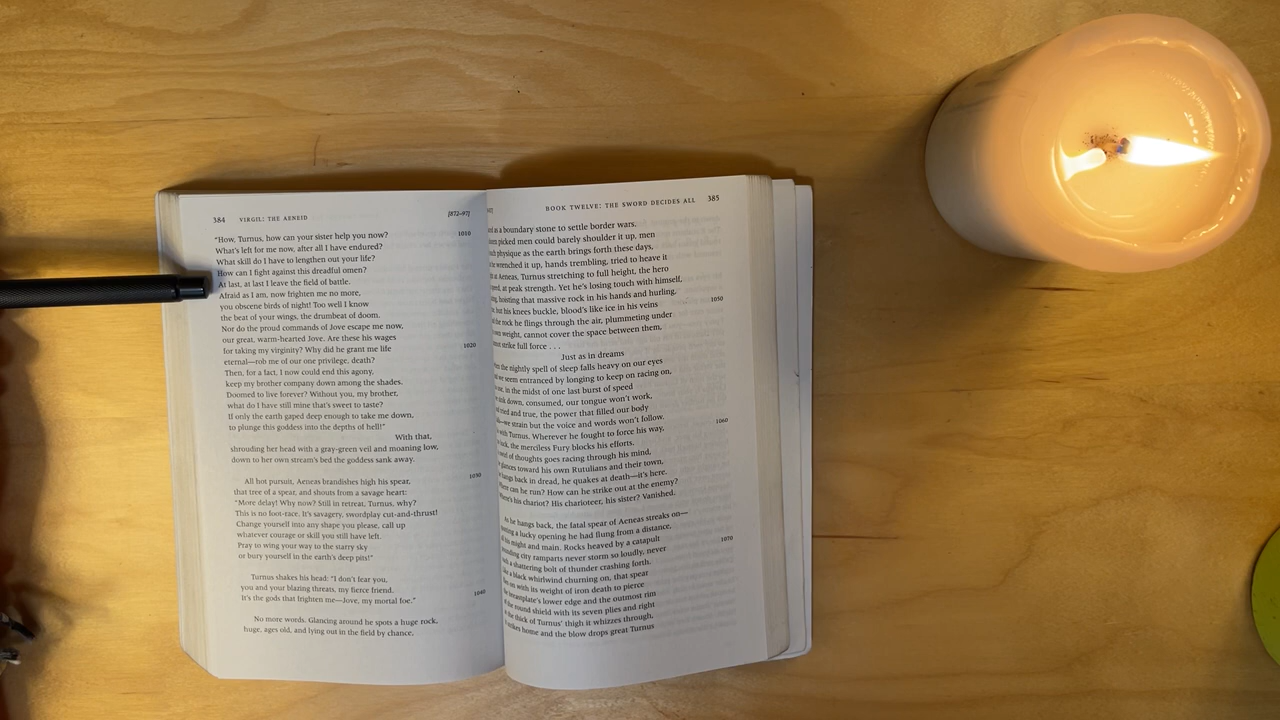 384 VIRGIL: THE AENEID [872–97]
“How, Turnus, how can your sister help you now? 1010
What’s left for me now, after all I have endured?
What skill do I have to lengthen out your life?
How can I fight against this dreadful omen?
At last, at last I leave the field of battle.
Afraid as I am, now frighten me no more,
you obscene birds of night! Too well I know
the beat of your wings, the drumbeat of doom.
Nor do the proud commands of Jove escape me now,
our great, warm-hearted Jove. Are these his wages
for taking my virginity? Why did he grant me life 1020
eternal—rob me of our one privilege, death?
Then, for a fact, I now could end this agony,
keep my brother company down among the shades.
Doomed to live forever? Without you, my brother,
what do I have still mine that’s sweet to taste?
If only the earth gaped deep enough to take me down,
to plunge this goddess into the depths of hell!”
With that,
shrouding her head with a gray-green veil and moaning low,
down to her own stream’s bed the goddess sank away.
All hot pursuit, Aeneas brandishes high his spear, 1030
that tree of a spear, and shouts from a savage heart:
“More delay! Why now? Still in retreat, Turnus, why?
This is no foot-race. It’s savagery, swordplay cut-and-thrust!
Change yourself into any shape you please, call up
whatever courage or skill you still have left.
Pray to wing your way to the starry sky
or bury yourself in the earth’s deep pits!”
Turnus shakes his head: “I don’t fear you,
you and your blazing threats, my fierce friend.
It’s the gods that frighten me—Jove, my mortal foe.” 1040
No more words. Glancing around he spots a huge rock,
huge, ages old, and lying out in the field by chance,
BOOK TWELVE: THE SWORD DECIDES ALL 385
as a boundary stone to settle border wars.
picked men could barely shoulder it up, men
physique as the earth brings forth these days.
wrenched it up, hands trembling, tried to heave it
at Aeneas, Turnus stretching to full height, the hero
at peak strength. Yet he’s losing touch with himself,
hoisting that massive rock in his hands and hurling.
but his knees buckle, blood’s like ice in his veins 1050
the rock he flings through the air, plummeting under
weight, cannot cover the space between them,
strike full force . . .
Just as in dreams
the nightly spell of sleep falls heavy on our eyes
seem entranced by longing to keep on racing on,
in the midst of one last burst of speed
down, consumed, our tongue won’t work,
and true, the power that filled our body
we strain but the voice and words won’t follow.
with Turnus. Wherever he fought to force his way, 1060
the merciless Fury blocks his efforts.
of thoughts goes racing through his mind,
glances toward his own Rutulians and their town,
hangs back in dread, he quakes at death—it’s here.
can he run? How can he strike out at the enemy?
his chariot? His charioteer, his sister? Vanished.
As he hangs back, the fatal spear of Aeneas streaks on—
a lucky opening he had flung from a distance,
his might and main. Rocks heaved by a catapult
city ramparts never storm so loudly, never 1070
a shattering bolt of thunder crashing forth.
a black whirlwind churning on, that spear
on with its weight of iron death to pierce
breastplate’s lower edge and the outmost rim
round shield with its seven plies and right
thick of Turnus’ thigh it whizzes through,
home and the blow drops great Turnus